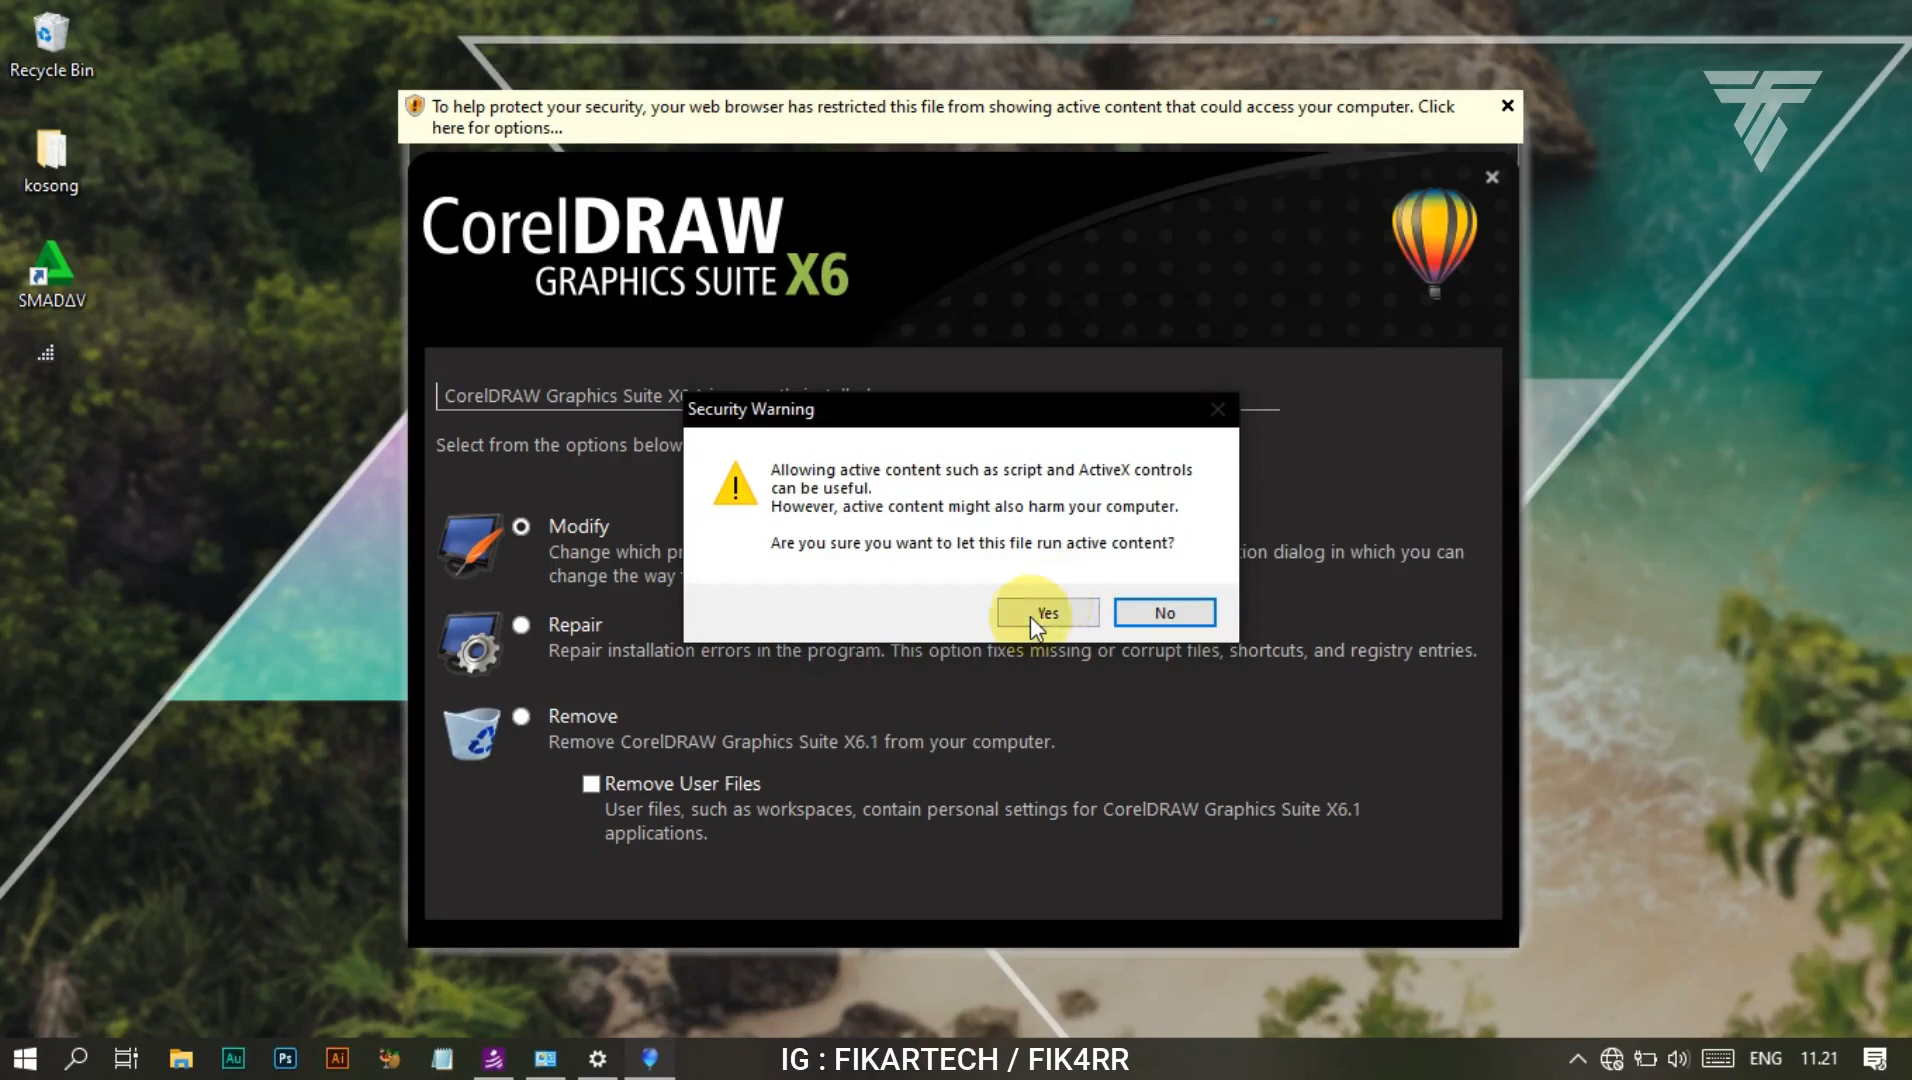 Recycle Bin
kosong
SMADΔV
To help protect your security, your web browser has restricted this file from showing active content that could access your computer. Click
here for options...
CorelDRAW
GRAPHICS SUITE X6
CorelDRAW Graphics Suite
Select from the options below
Security Warning
Allowing active content such as script and ActiveX controls
can be useful.
However, active content might also harm your computer.
Are you sure you want to let this file run active content?
Yes
No
Modify
Change which
dialog in which you can
change the way
Repair
Repair installation errors in the program. This option fixes missing or corrupt files, shortcuts, and registry entries.
Remove
Remove CorelDRAW Graphics Suite X6.1 from your computer.
Remove User Files
User files, such as workspaces, contain personal settings for CorelDRAW Graphics Suite X6.1
applications.
Au
Ps
Ai
IG : FIKARTECH / FIK4RR
ENG
11.21